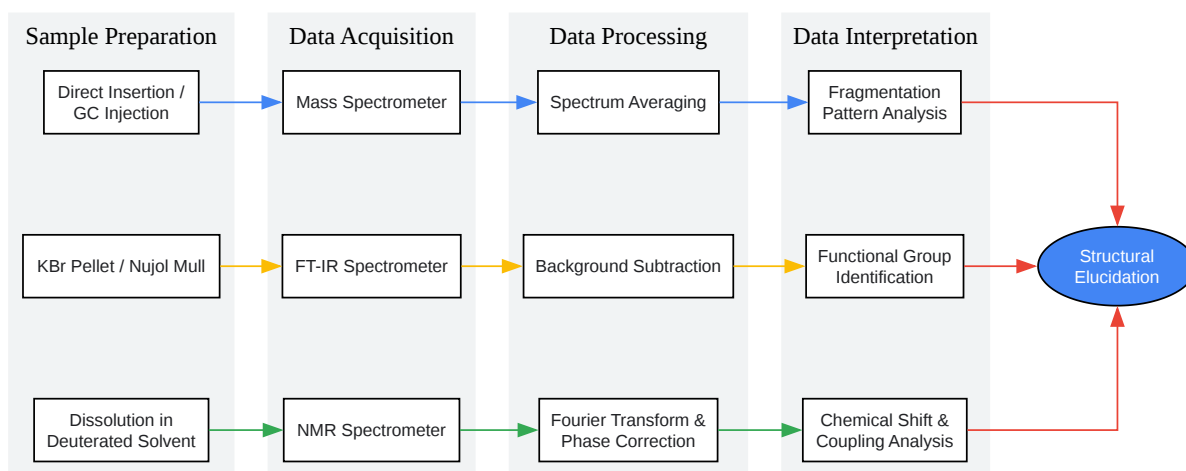 Sample Preparation
Data Acquisition
Data Processing
Data Interpretation
Direct Insertion /
GC Injection
Mass Spectrometer
Spectrum Averaging
Fragmentation
Pattern Analysis
KBr Pellet / Nujol Mull
FT-IR Spectrometer
Background Subtraction
Functional Group
Identification
Structural
Elucidation
Dissolution in
Deuterated Solvent
NMR Spectrometer
Fourier Transform &
Phase Correction
Chemical Shift &
Coupling Analysis